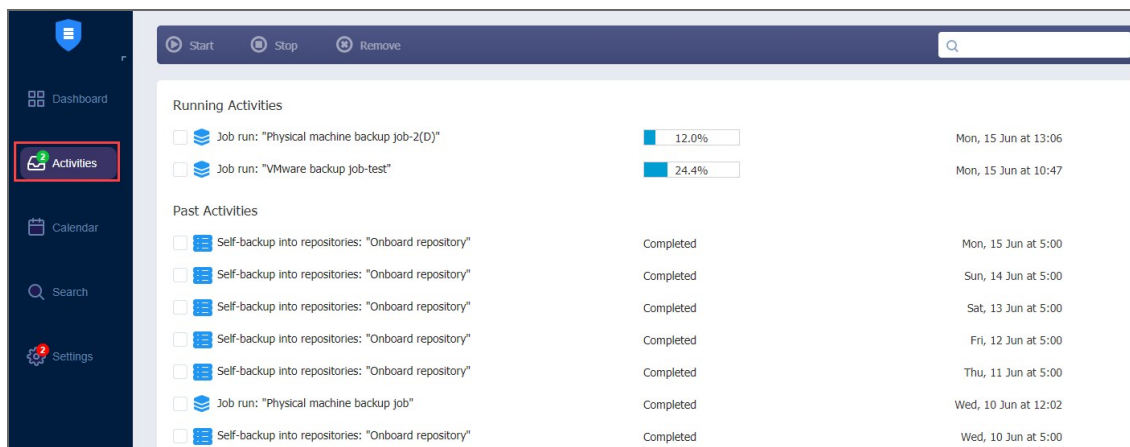 Start Stop Remove
Dashboard
2
Activities
Calendar
Search
2
Settings
Running Activities
Job run: "Physical machine backup job-2(D)" 12.0% Mon, 15 Jun at 13:06
Job run: "VMware backup job-test" 24.4% Mon, 15 Jun at 10:47
Past Activities
Self-backup into repositories: "Onboard repository" Completed Mon, 15 Jun at 5:00
Self-backup into repositories: "Onboard repository" Completed Sun, 14 Jun at 5:00
Self-backup into repositories: "Onboard repository" Completed Sat, 13 Jun at 5:00
Self-backup into repositories: "Onboard repository" Completed Fri, 12 Jun at 5:00
Self-backup into repositories: "Onboard repository" Completed Thu, 11 Jun at 5:00
Job run: "Physical machine backup job" Completed Wed, 10 Jun at 12:02
Self-backup into repositories: "Onboard repository" Completed Wed, 10 Jun at 5:00